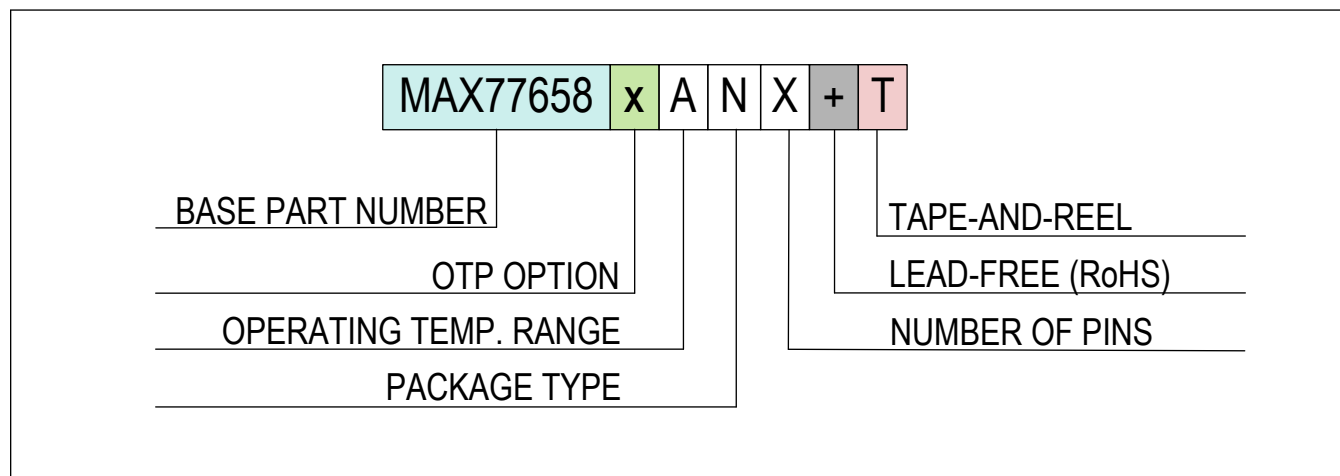 MAX77658 x A N X + T
BASE PART NUMBER
OTP OPTION
OPERATING TEMP. RANGE
PACKAGE TYPE
TAPE-AND-REEL
LEAD-FREE (RoHS)
NUMBER OF PINS